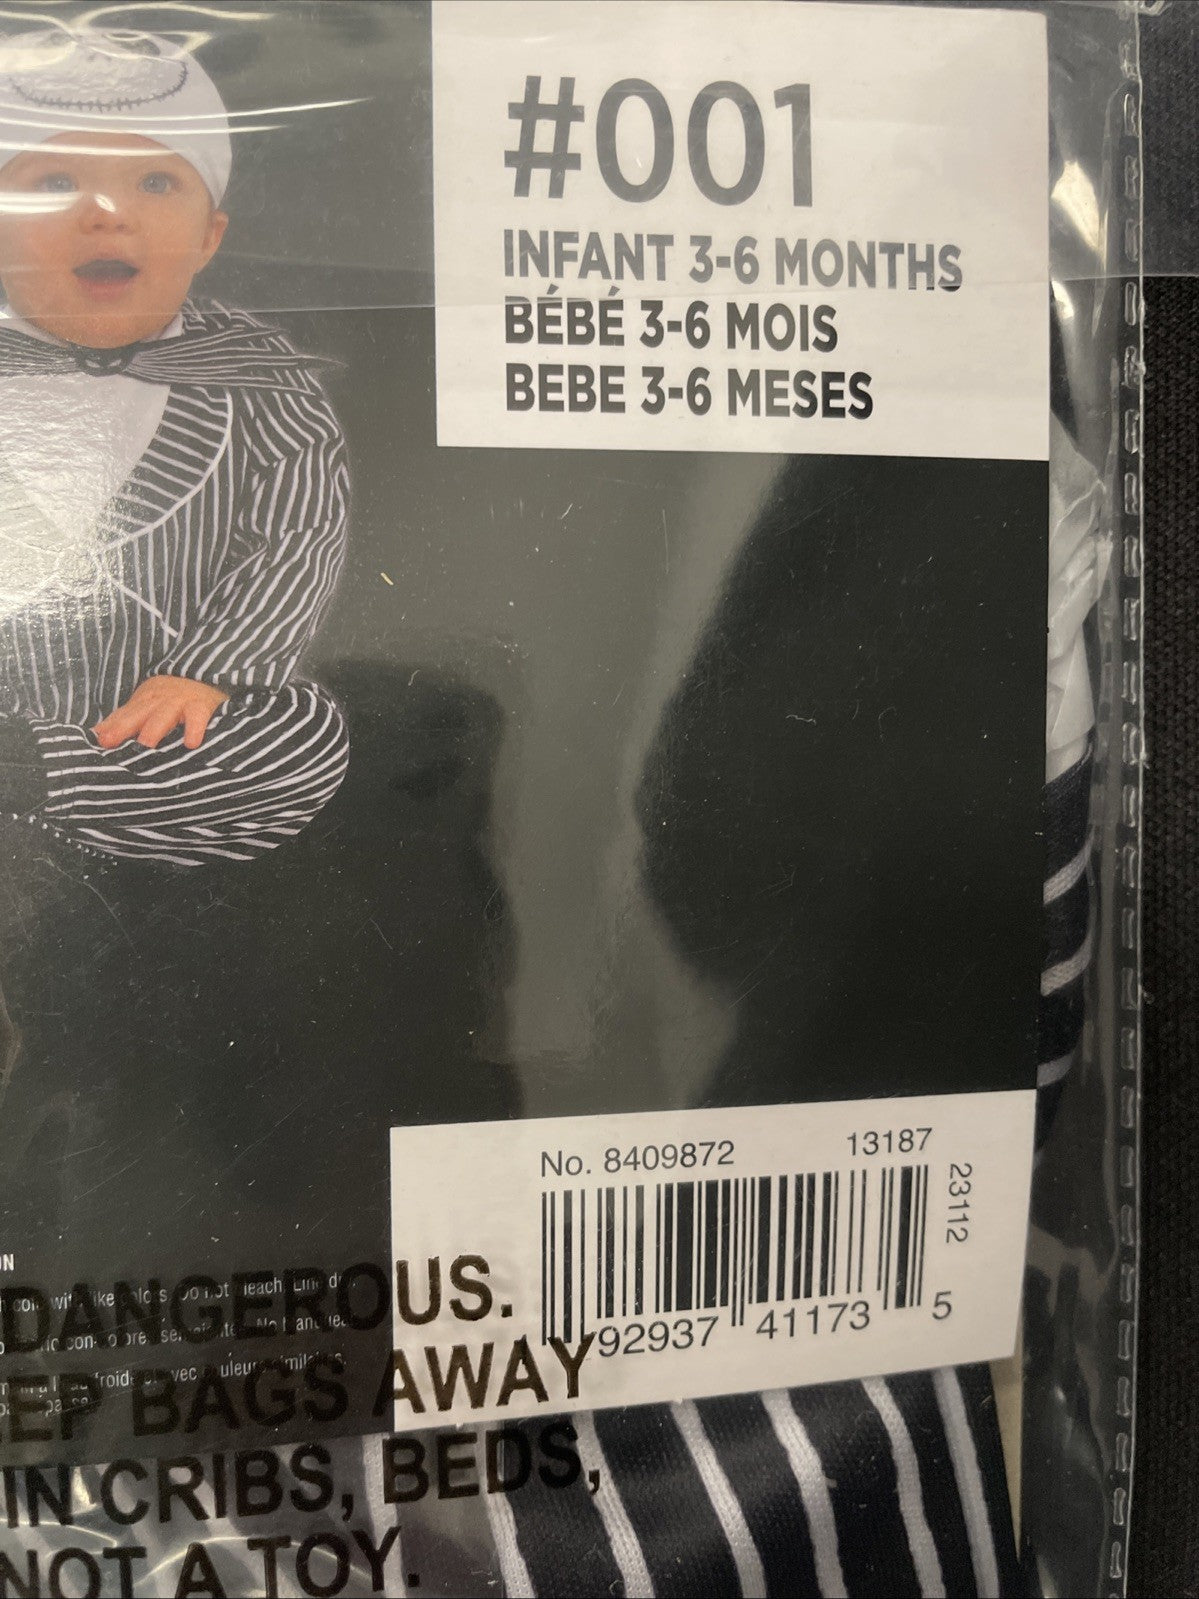 #001
INFANT 3-6 MONTHS
BÉBÉ 3-6 MOIS
BEBE 3-6 MESES
No. 8409872
13187
23112
92937 41173 5
DANGEROUS.
BAGS AWAY
IN CRIBS, BEDS,
NOT A TOY.